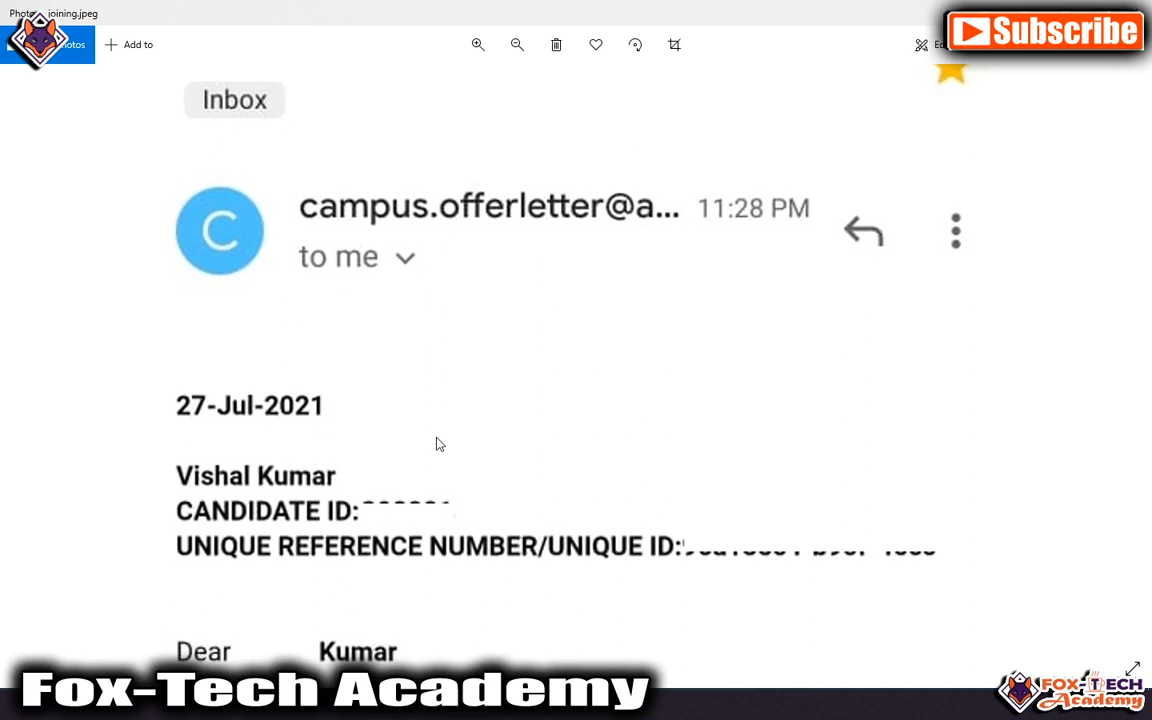 joining.jpeg
Add to
Subscribe
Inbox
C
campus.offerletter@a... 11:28 PM
to me
27-Jul-2021
Vishal Kumar
CANDIDATE ID:
UNIQUE REFERENCE NUMBER/UNIQUE ID:
Dear Kumar
Fox-Tech Academy
FOX-TECH
Academy